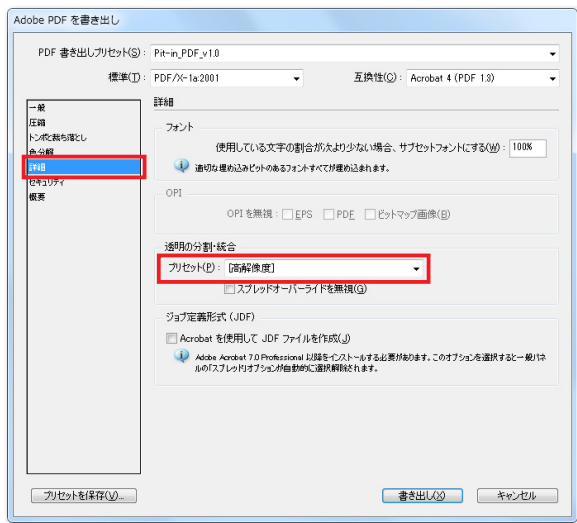 Adobe PDF を書き出し
PDF 書き出しプリセット(S): Pit-in_PDF_v1.0
標準(T): PDF/X-1a:2001 互換性(C): Acrobat 4 (PDF 1.3)
一般
圧縮
トンボと裁ち落とし
色分解
詳細
セキュリティ
概要
詳細
フォント
使用している文字の割合が次より少ない場合、サブセットフォントにする(W): 100%
適切な埋め込みビットのあるフォントすべてが埋め込まれます。
OPI
OPI を無視: EPS PDF ビットマップ画像(B)
透明の分割・統合
プリセット(P): [高解像度]
スプレッドオーバーライドを無視(G)
ジョブ定義形式 (JDF)
Acrobat を使用して JDF ファイルを作成(J)
Adobe Acrobat 7.0 Professional 以降をインストールする必要があります。このオプションを選択すると一般パネ
ルの「スプレッド」オプションが自動的に選択解除されます。
プリセットを保存(V)... 書き出し(X) キャンセル